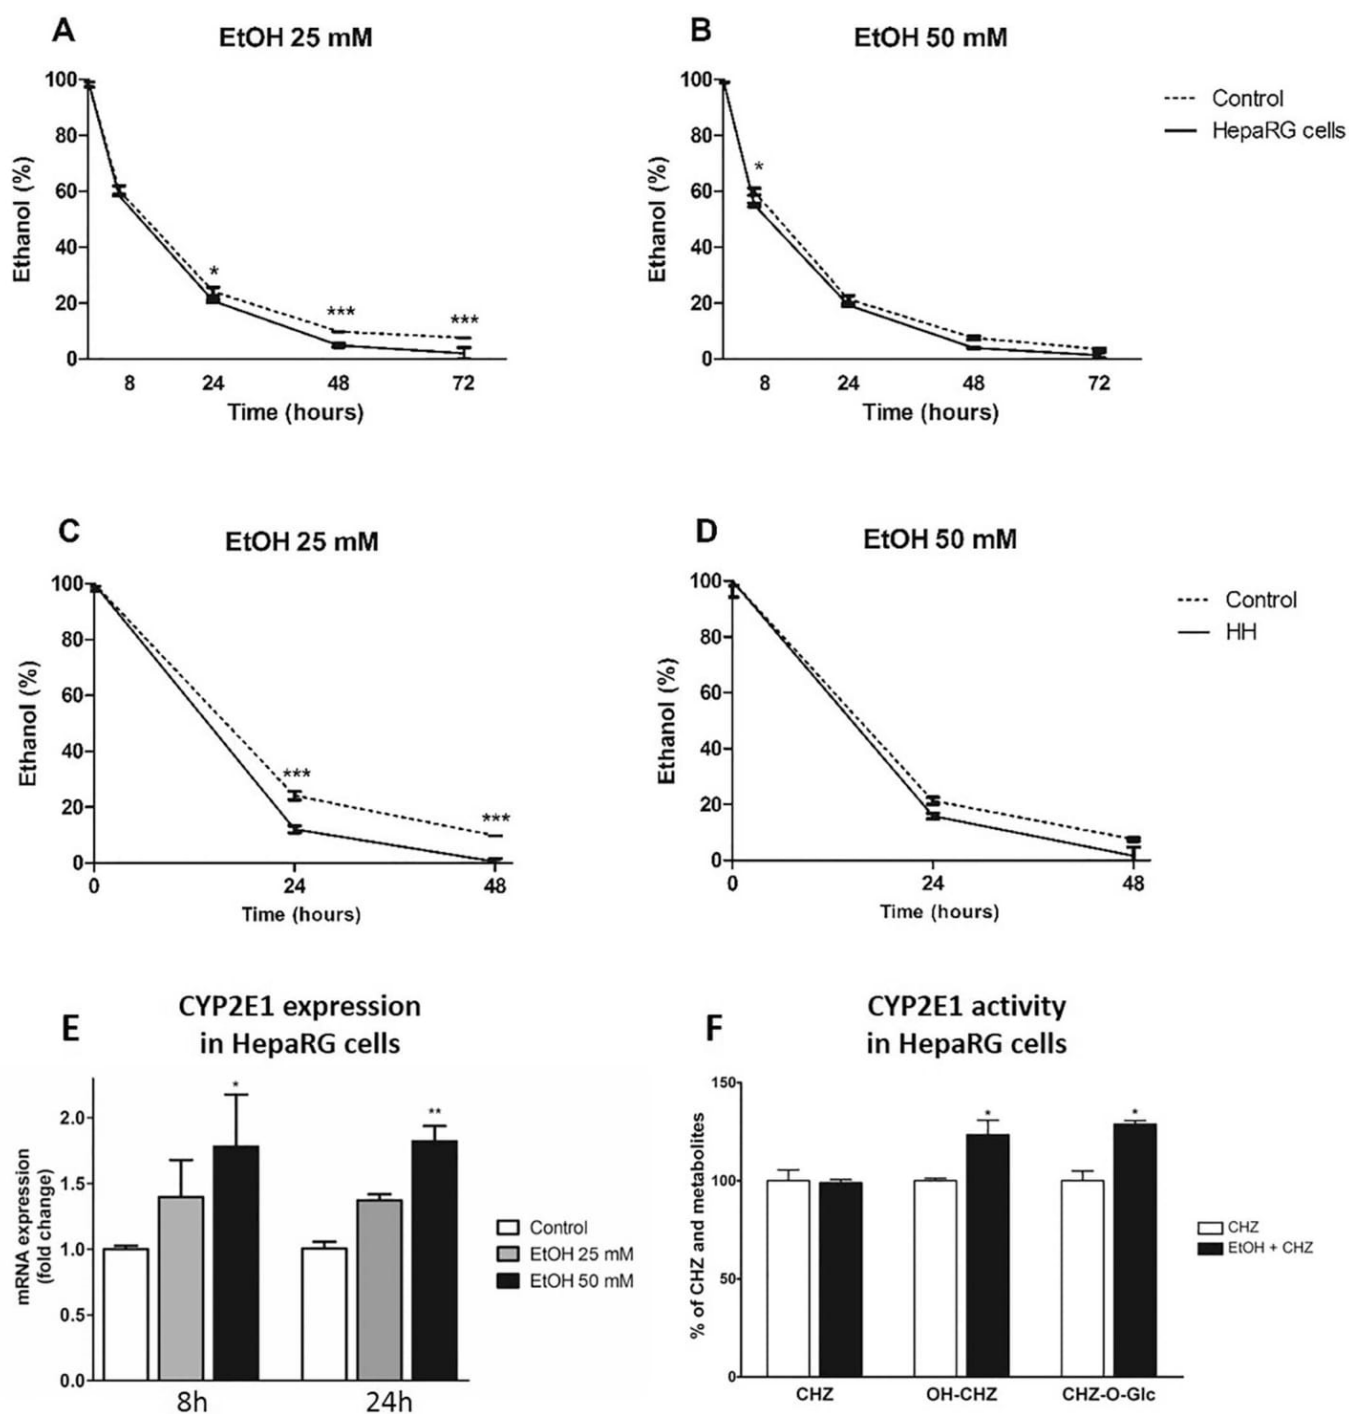 A
EtOH 25 mM
100
80
60
40
20
0
Ethanol (%)
*
***
***
8 24 48 72
Time (hours)
B
EtOH 50 mM
100
80
60
40
20
0
Ethanol (%)
*
8 24 48 72
Time (hours)
Control
HepaRG cells
C
EtOH 25 mM
100
80
60
40
20
0
Ethanol (%)
***
***
0 24 48
Time (hours)
D
EtOH 50 mM
100
80
60
40
20
0
Ethanol (%)
0 24 48
Time (hours)
Control
HH
E
CYP2E1 expression
in HepaRG cells
mRNA expression
(fold change)
2.0
1.5
1.0
0.5
0.0
*
**
8h 24h
Control
EtOH 25 mM
EtOH 50 mM
F
CYP2E1 activity
in HepaRG cells
% of CHZ and metabolites
150
100
50
0
*
*
CHZ OH-CHZ CHZ-O-Glc
CHZ
EtOH + CHZ